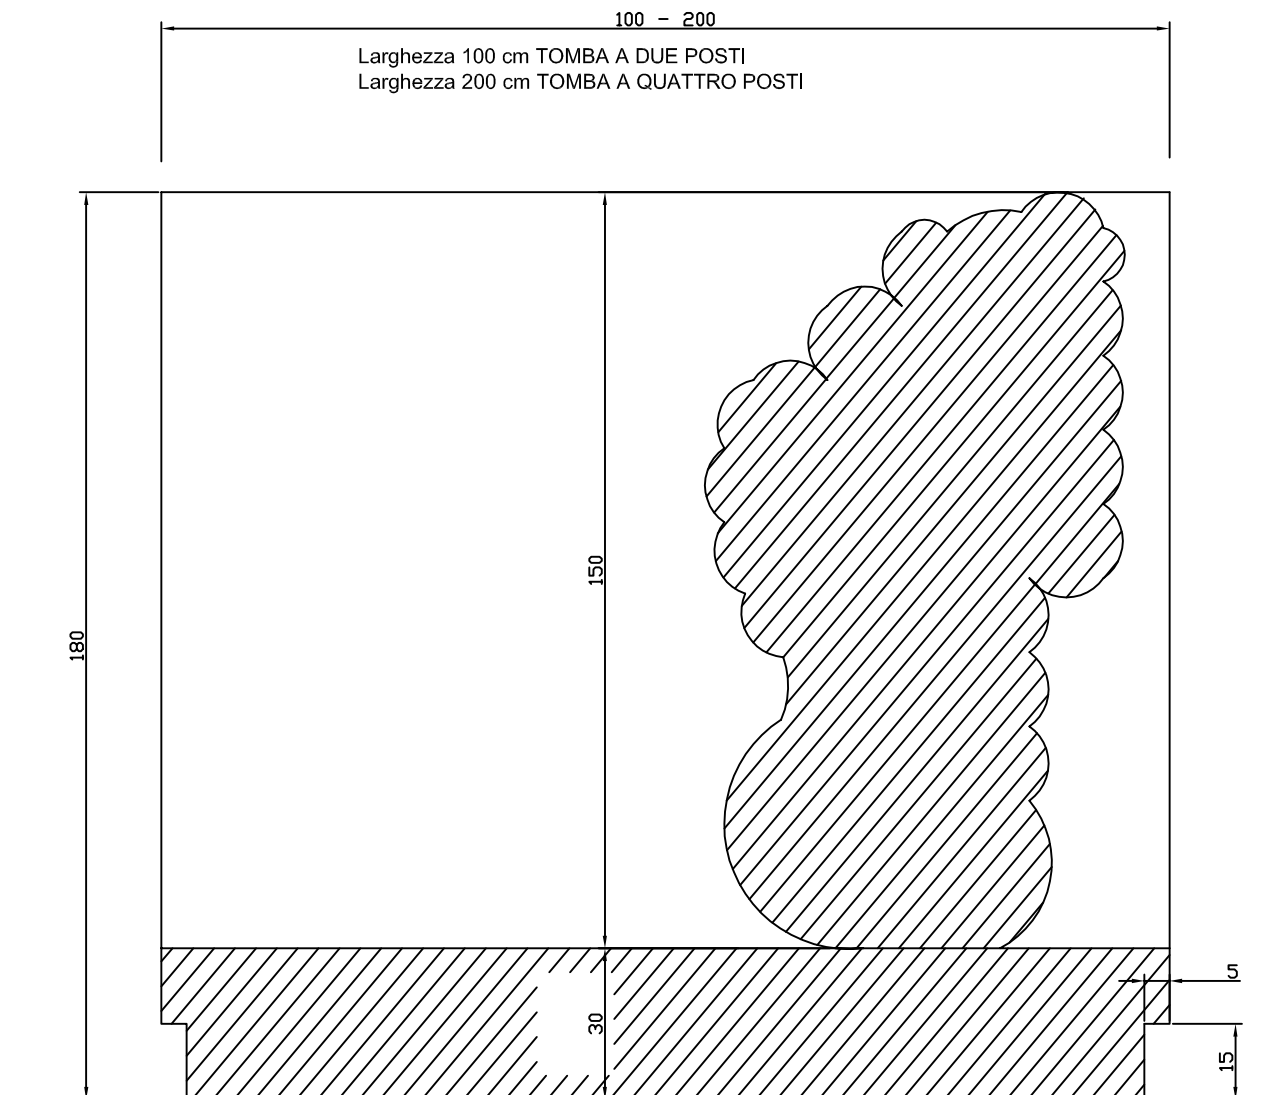 100 - 200
Larghezza 100 cm TOMBA A DUE POSTI
Larghezza 200 cm TOMBA A QUATTRO POSTI
150
180
5
30
15